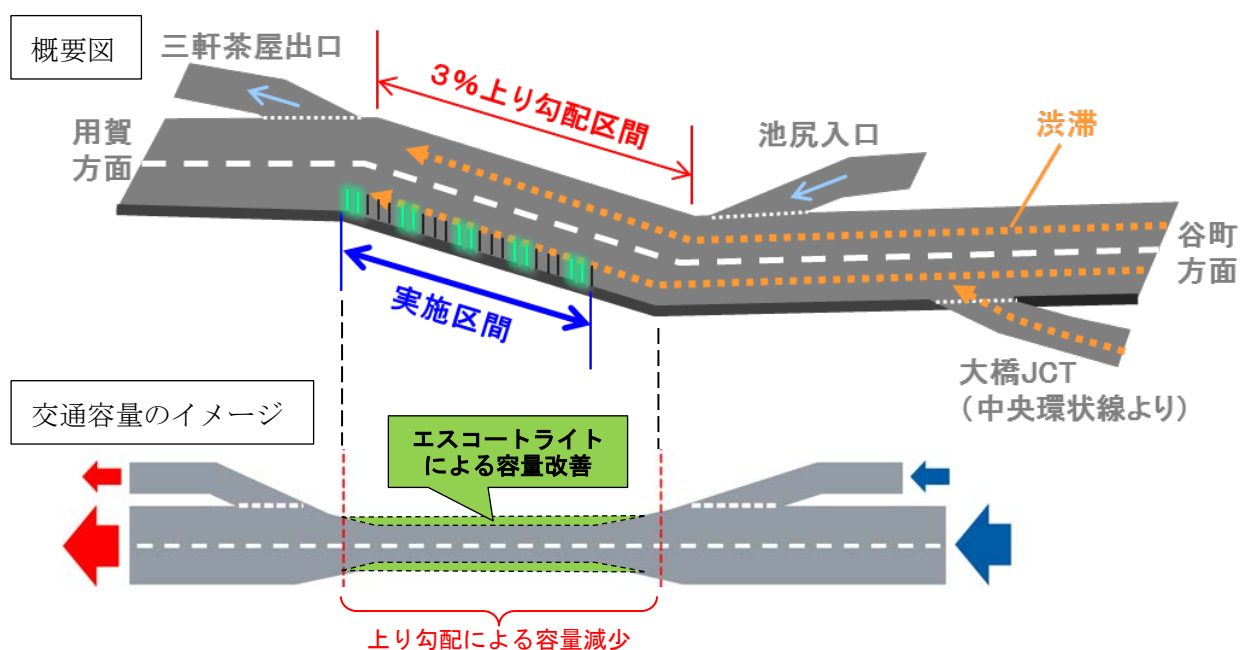 概要図
三軒茶屋出口
3%上り勾配区間
用賀
方面
池尻入口
渋滞
谷町
方面
実施区間
大橋JCT
(中央環状線より)
交通容量のイメージ
エスコートライト
による容量改善
上り勾配による容量減少